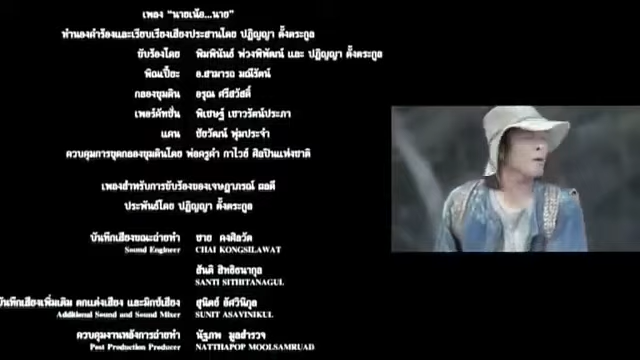 เพลง “นายเน้อ...นาย”
ทำนองคำร้องและเรียบเรียงเสียงประสานโดย ปฏิญญา ตั้งตระกูล
ขับร้องโดย พิมพินันธ์ พ่วงพิพัฒน์ และ ปฏิญญา ตั้งตระกูล
พิณเปี๊ยะ อ.สามารถ มณีรัตน์
กลองชุมดิน อรุณ ศรีสวัสดิ์
เพอร์คัทชั่น พิเชษฐ์ เชาวรัตน์ประภา
แคน ชัยวัฒน์ พุ่มประจำ
ควบคุมการขุดกลองชุมดินโดย พ่อครูคำ กาไวย์ ศิลปินแห่งชาติ
เพลงสำหรับการขับร้องของเจษฎาภรณ์ ผลดี
ประพันธ์โดย ปฏิญญา ตั้งตระกูล
บันทึกเสียงขณะถ่ายทำ ชาย คงศิลวัต
Sound Engineer CHAI KONGSILAWAT
สันติ สิทธิธนากูล
SANTI SITHITANAGUL
บันทึกเสียงเพิ่มเติม ตกแต่งเสียง และมิกซ์เสียง สุนิตย์ อัศวินิกุล
Additional Sound and Sound Mixer SUNIT ASAVINIKUL
ควบคุมงานหลังการถ่ายทำ นัฐภพ มูลสำรวจ
Post Production Producer NATTHAPOP MOOLSAMRUAD